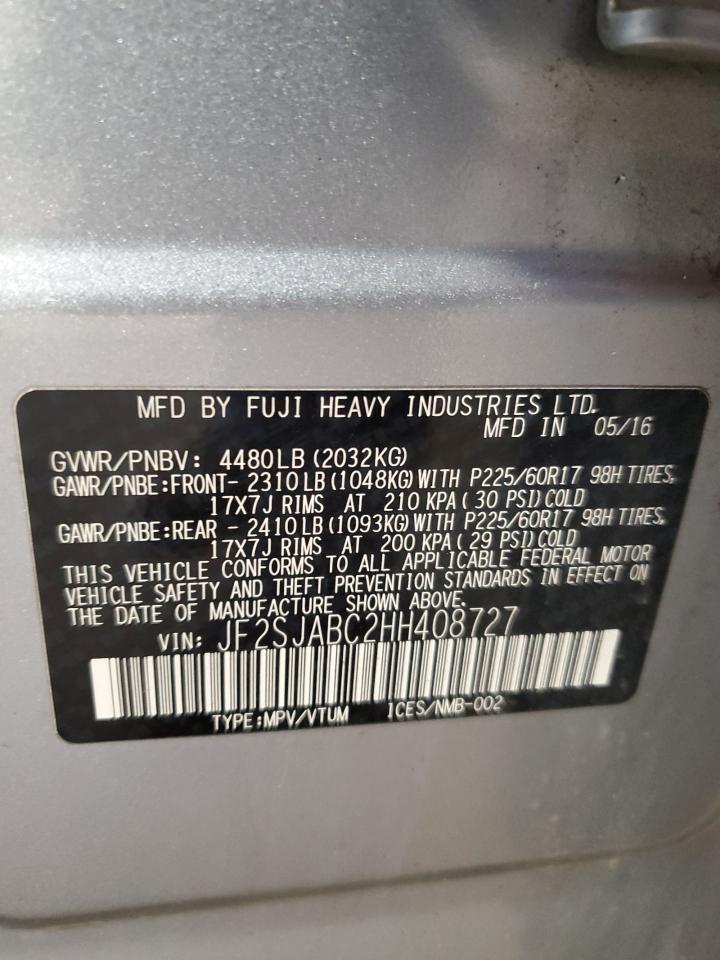 MFD BY FUJI HEAVY INDUSTRIES LTD.
MFD IN 05/16
GVWR/PNBV: 4480LB (2032KG)
GAWR/PNBE:FRONT- 2310LB (1048KG) WITH P225/60R17 98H TIRES,
17X7J RIMS AT 210 KPA ( 30 PSI) COLD
GAWR/PNBE:REAR - 2410LB (1093KG) WITH P225/60R17 98H TIRES,
17X7J RIMS AT 200 KPA ( 29 PSI) COLD
THIS VEHICLE CONFORMS TO ALL APPLICABLE FEDERAL MOTOR
VEHICLE SAFETY AND THEFT PREVENTION STANDARDS IN EFFECT ON
THE DATE OF MANUFACTURE SHOWN ABOVE.
VIN: JF2SJABC2HH408727
TYPE:MPV/VTUM ICES/NMB-002